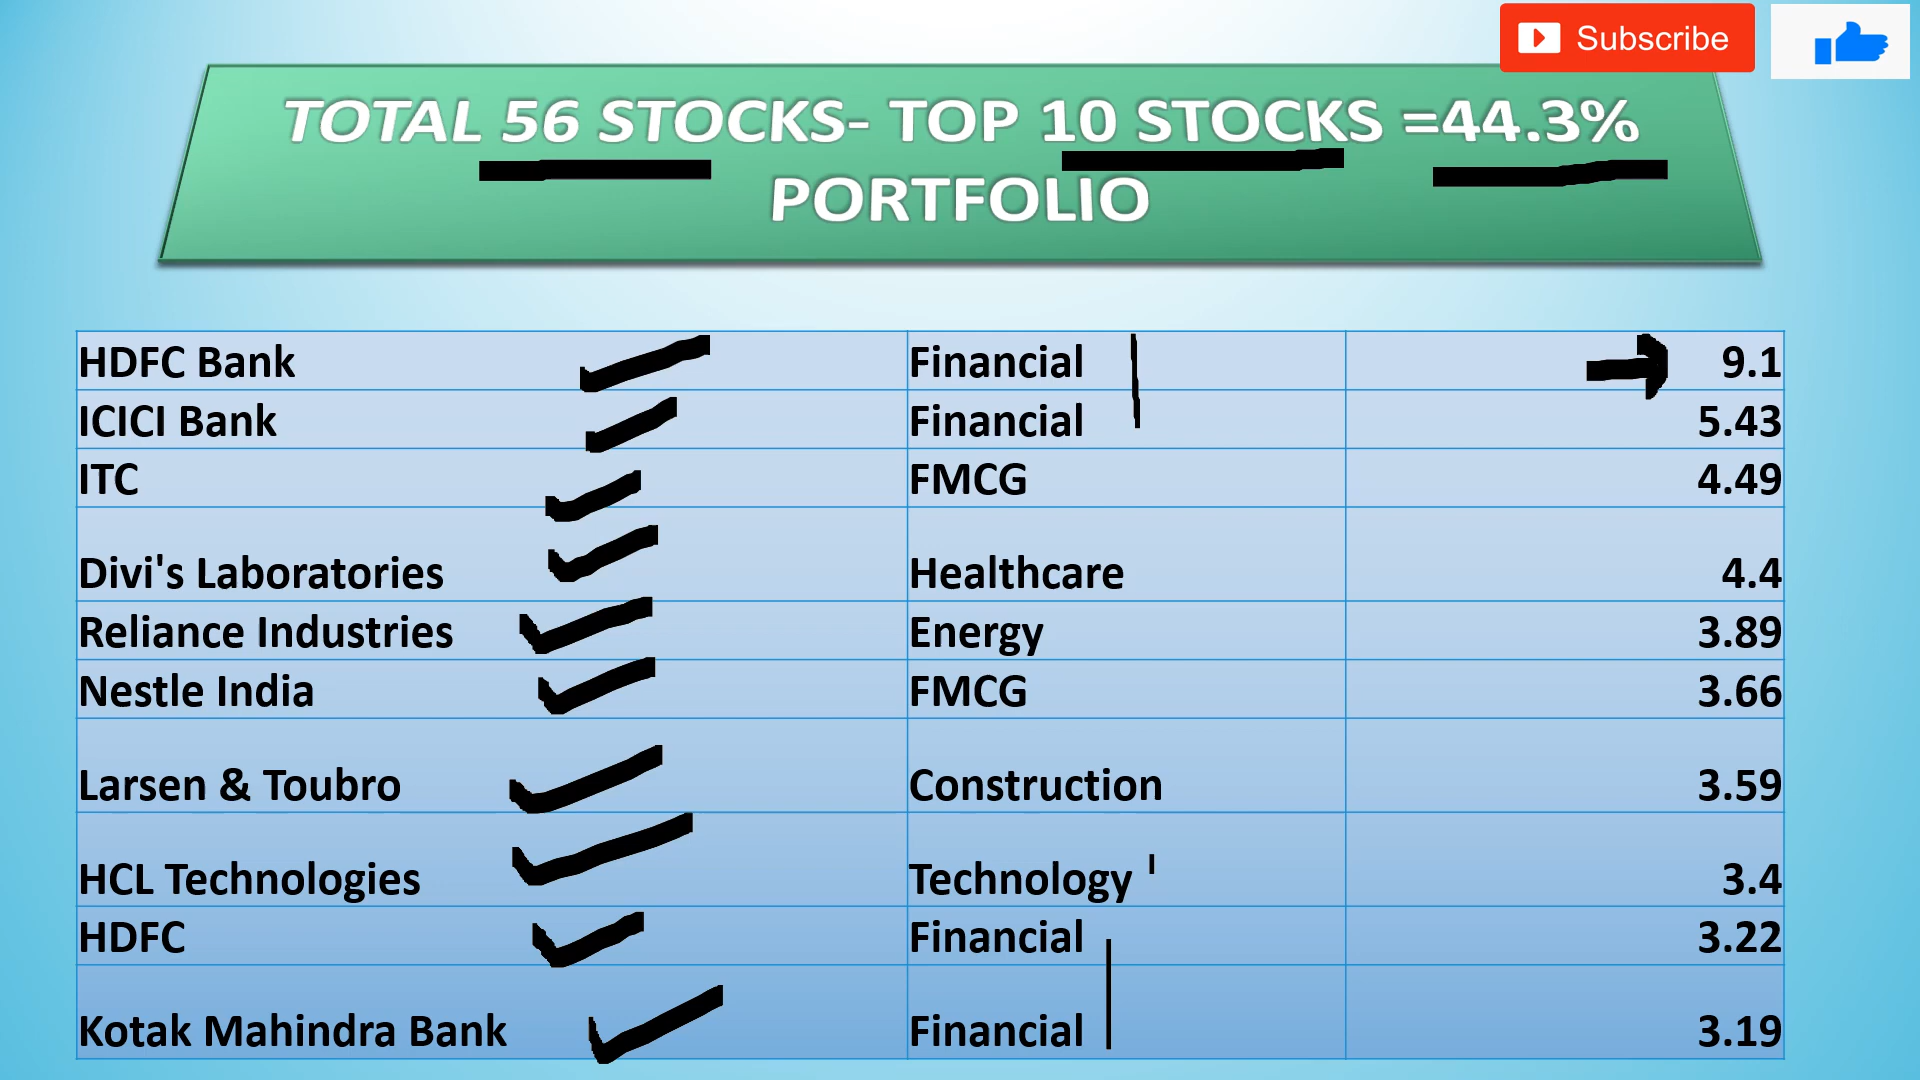 Subscribe
TOTAL 56 STOCKS- TOP 10 STOCKS =44.3%
PORTFOLIO
HDFC Bank Financial 9.1
ICICI Bank Financial 5.43
ITC FMCG 4.49
Divi's Laboratories Healthcare 4.4
Reliance Industries Energy 3.89
Nestle India FMCG 3.66
Larsen & Toubro Construction 3.59
HCL Technologies Technology 3.4
HDFC Financial 3.22
Kotak Mahindra Bank Financial 3.19